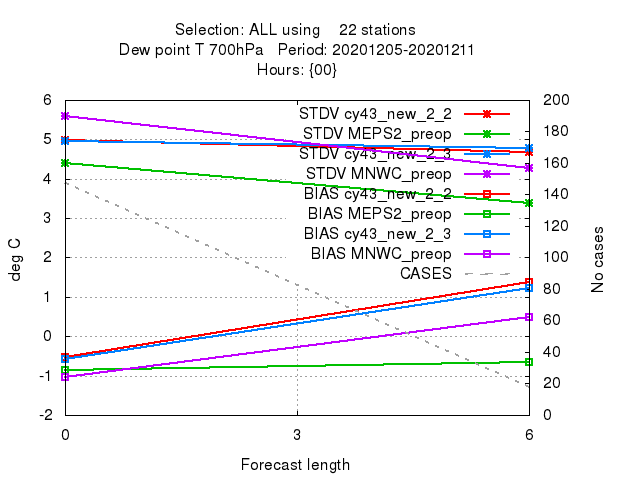 Selection: ALL using    22 stations
Dew point T 700hPa   Period: 20201205-20201211
Hours: {00}
6
5
4
3
2
1
0
-1
-2
deg C
STDV cy43_new_2_2
STDV MEPS2_preop
STDV cy43_new_2_3
STDV MNWC_preop
BIAS cy43_new_2_2
BIAS MEPS2_preop
BIAS cy43_new_2_3
BIAS MNWC_preop
CASES
200
180
160
140
120
100
80
60
40
20
0
No cases
0 3 6
Forecast length